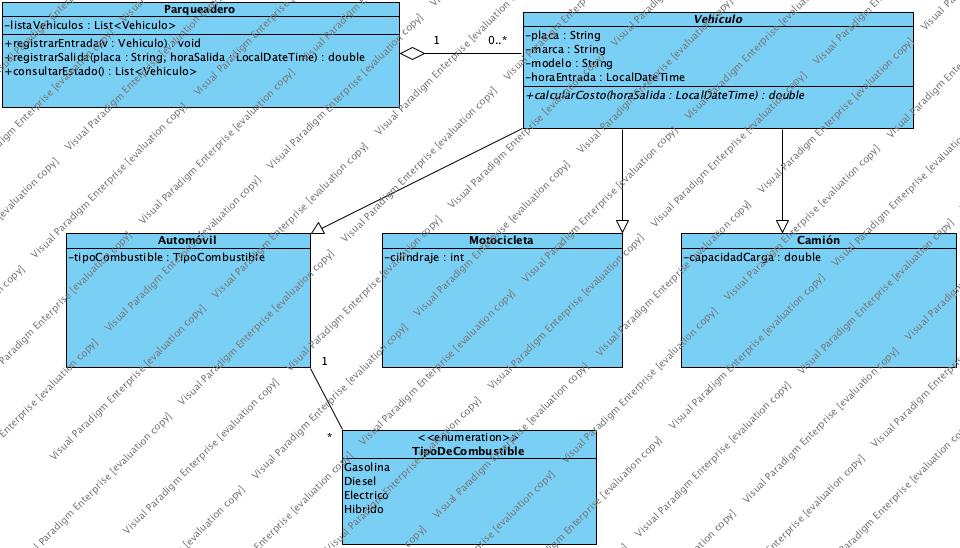 Parqueadero
-listaVehiculos : List<Vehiculo>
+registrarEntrada(v : Vehiculo) : void
+registrarSalida(placa : String, horaSalida : LocalDateTime) : double
+consultarEstado() : List<Vehiculo>
1
0..*
Vehículo
-placa : String
-marca : String
-modelo : String
-horaEntrada : LocalDateTime
+calcularCosto(horaSalida : LocalDateTime) : double
Automóvil
-tipoCombustible : TipoCombustible
Motocicleta
-cilindraje : int
Camión
-capacidadCarga : double
1
*
<<enumeration>>
TipoDeCombustible
Gasolina
Diesel
Electrico
Hibrido
Visual Paradigm Enterprise [evaluation copy]